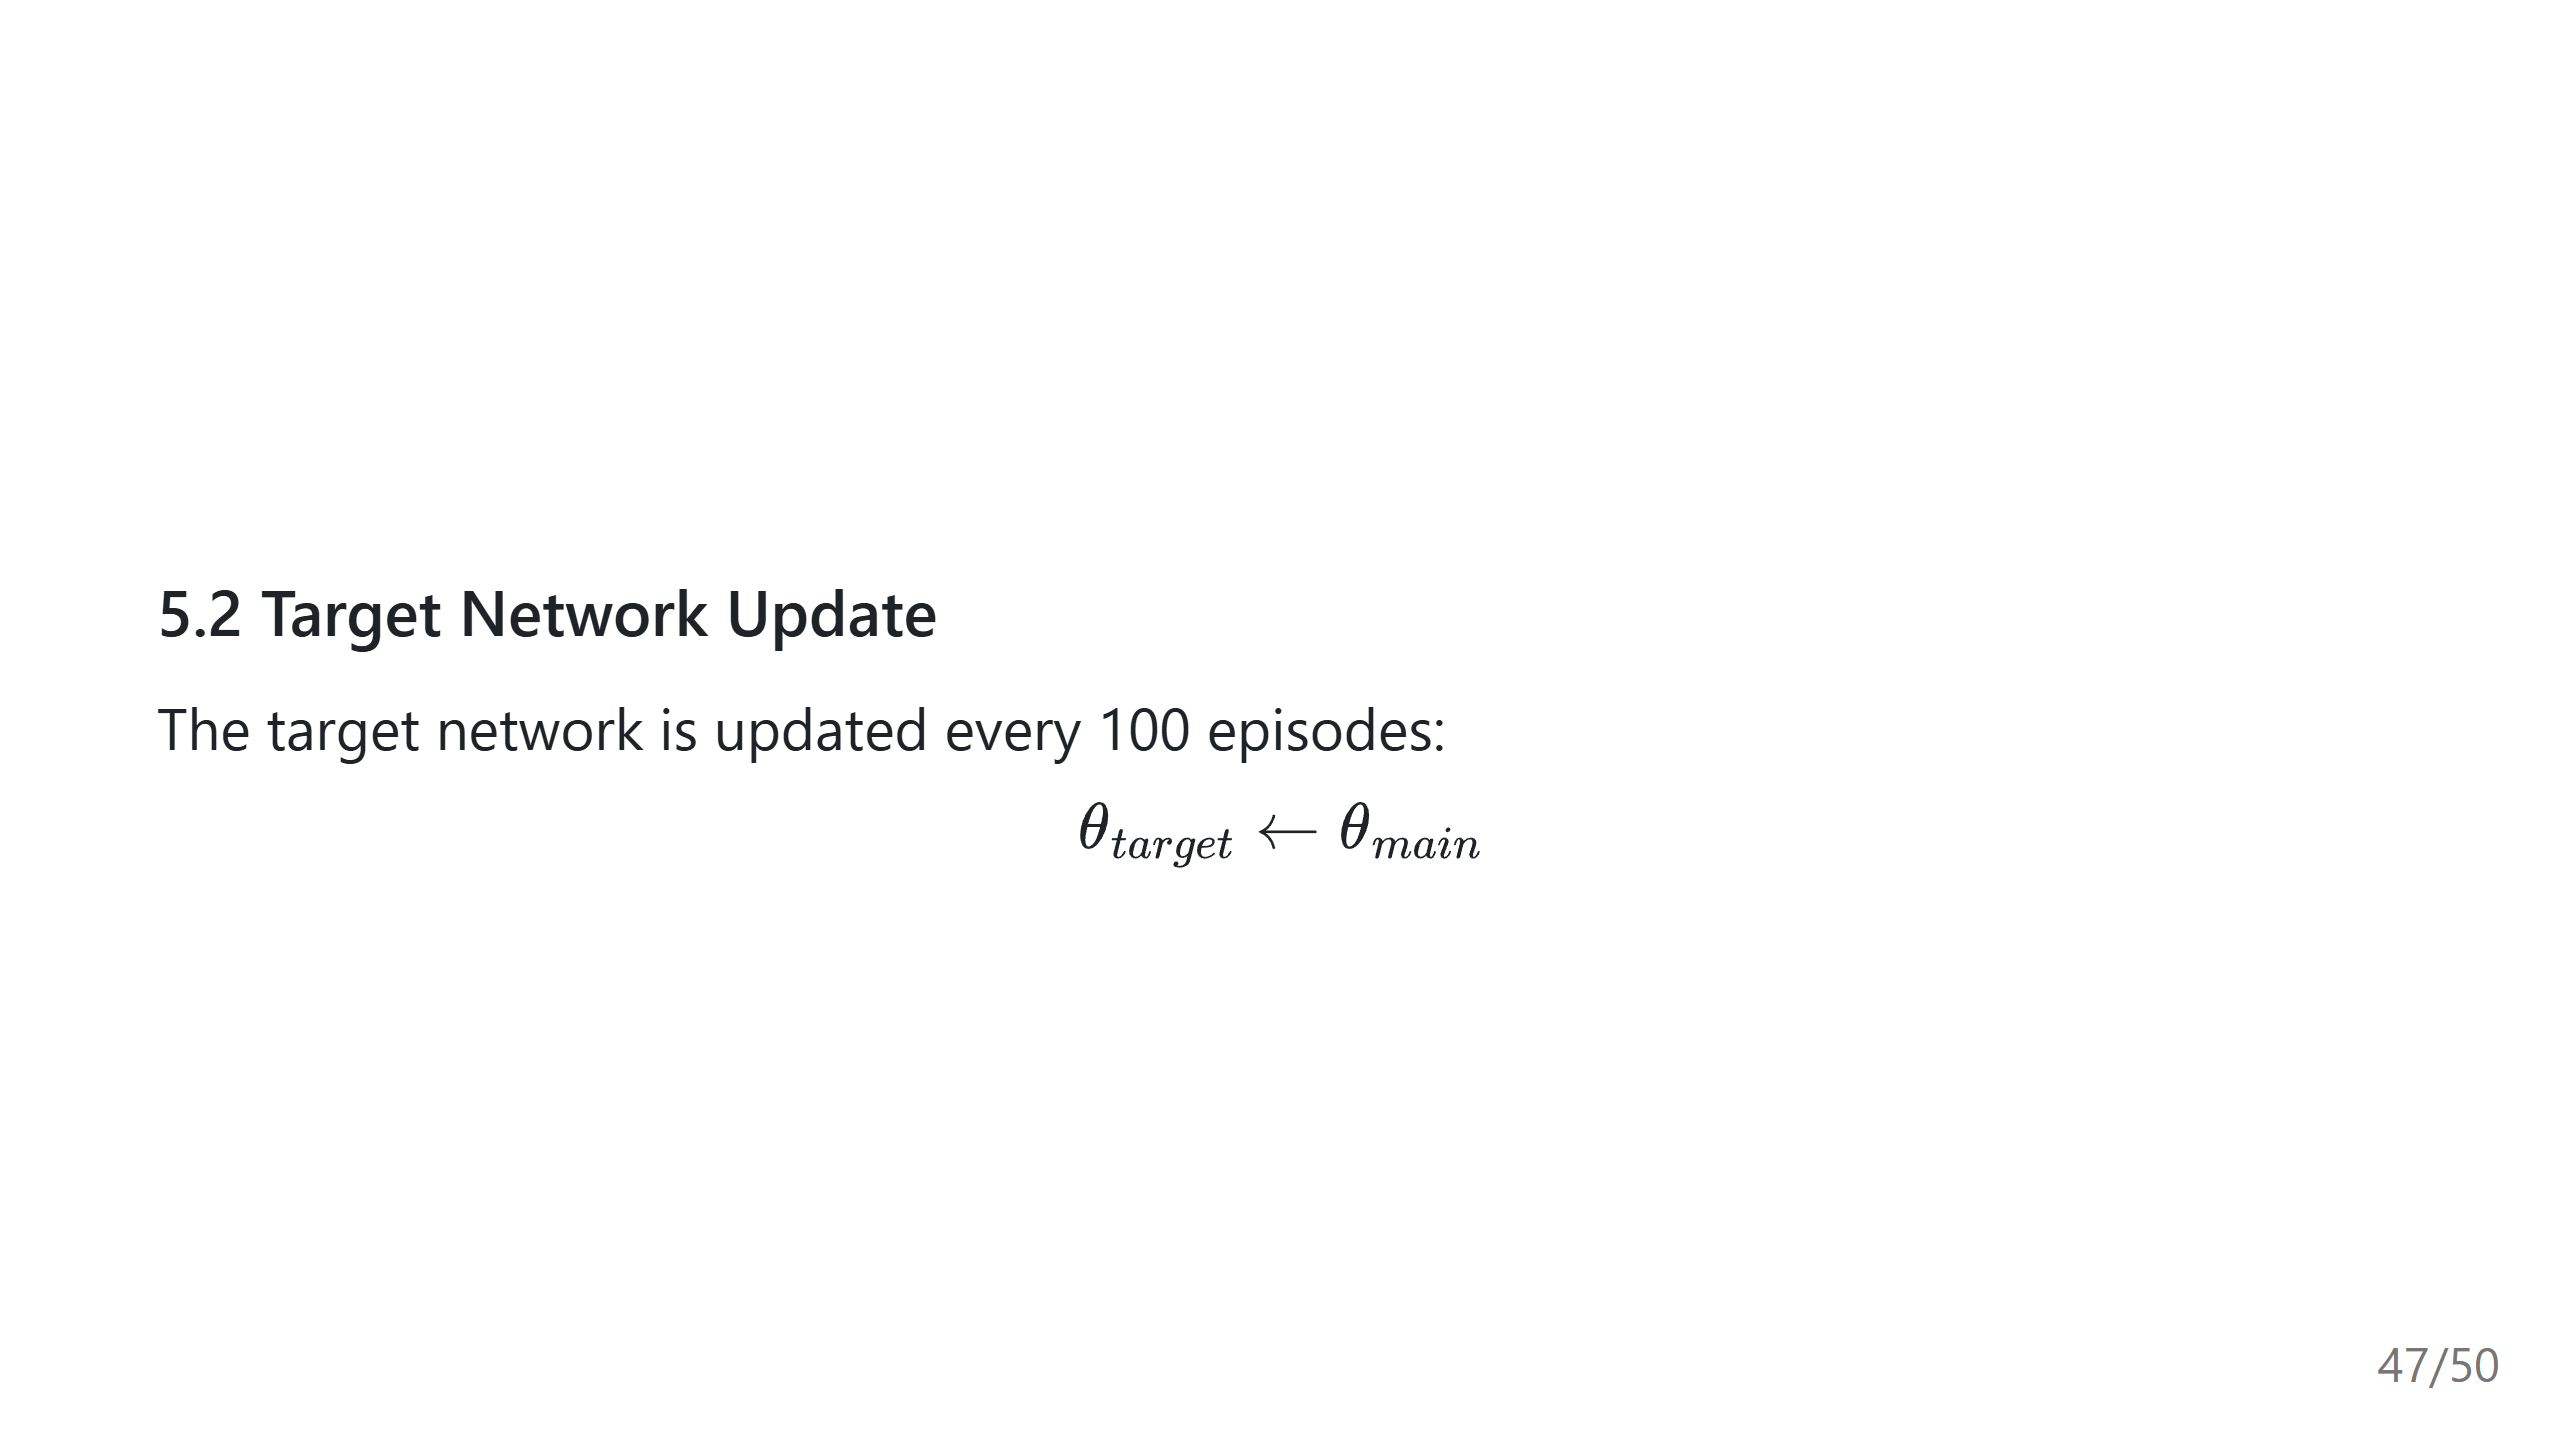 5.2 Target Network Update
The target network is updated every 100 episodes:
θ_target ← θ_main
47/50